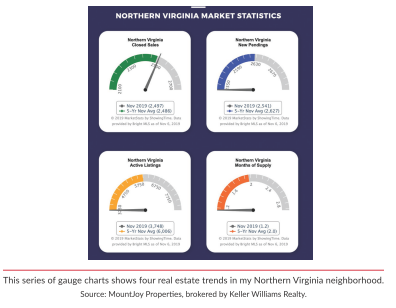 NORTHERN VIRGINIA MARKET STATISTICS
Northern Virginia
Closed Sales
Nov 2019 (2,497)
5-Yr Nov Avg (2,486)
© 2019 MarketStats by ShowingTime. Data
provided by Bright MLS as of Nov 8, 2019
Northern Virginia
New Pendings
Nov 2019 (2,541)
5-Yr Nov Avg (2,627)
© 2019 MarketStats by ShowingTime. Data
provided by Bright MLS as of Nov 8, 2019
Northern Virginia
Active Listings
Nov 2019 (3,748)
5-Yr Nov Avg (6,006)
© 2019 MarketStats by ShowingTime. Data
provided by Bright MLS as of Nov 8, 2019
Northern Virginia
Months of Supply
Nov 2019 (1.2)
5-Yr Nov Avg (2.0)
© 2019 MarketStats by ShowingTime. Data
provided by Bright MLS as of Nov 8, 2019
This series of gauge charts shows four real estate trends in my Northern Virginia neighborhood.
Source: MountJoy Properties, brokered by Keller Williams Realty.